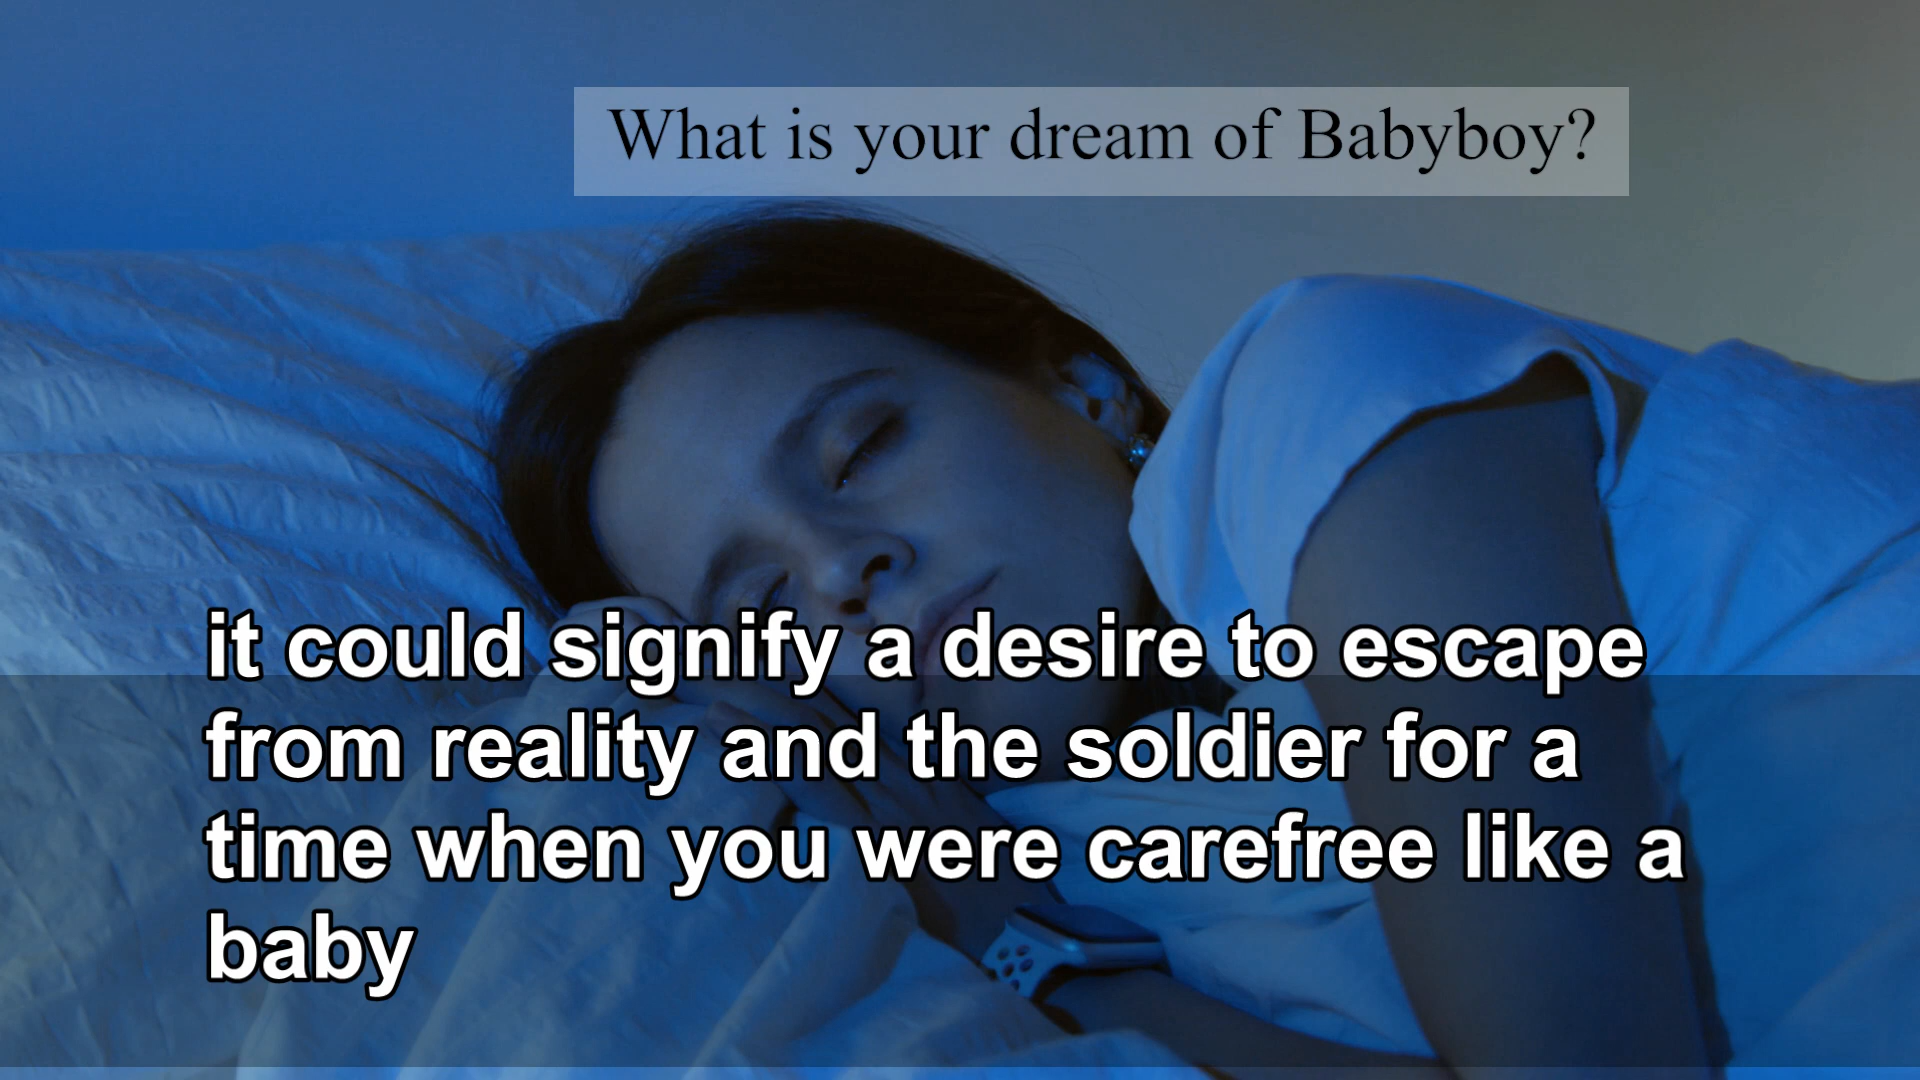 What is your dream of Babyboy?
it could signify a desire to escape
from reality and the soldier for a
time when you were carefree like a
baby